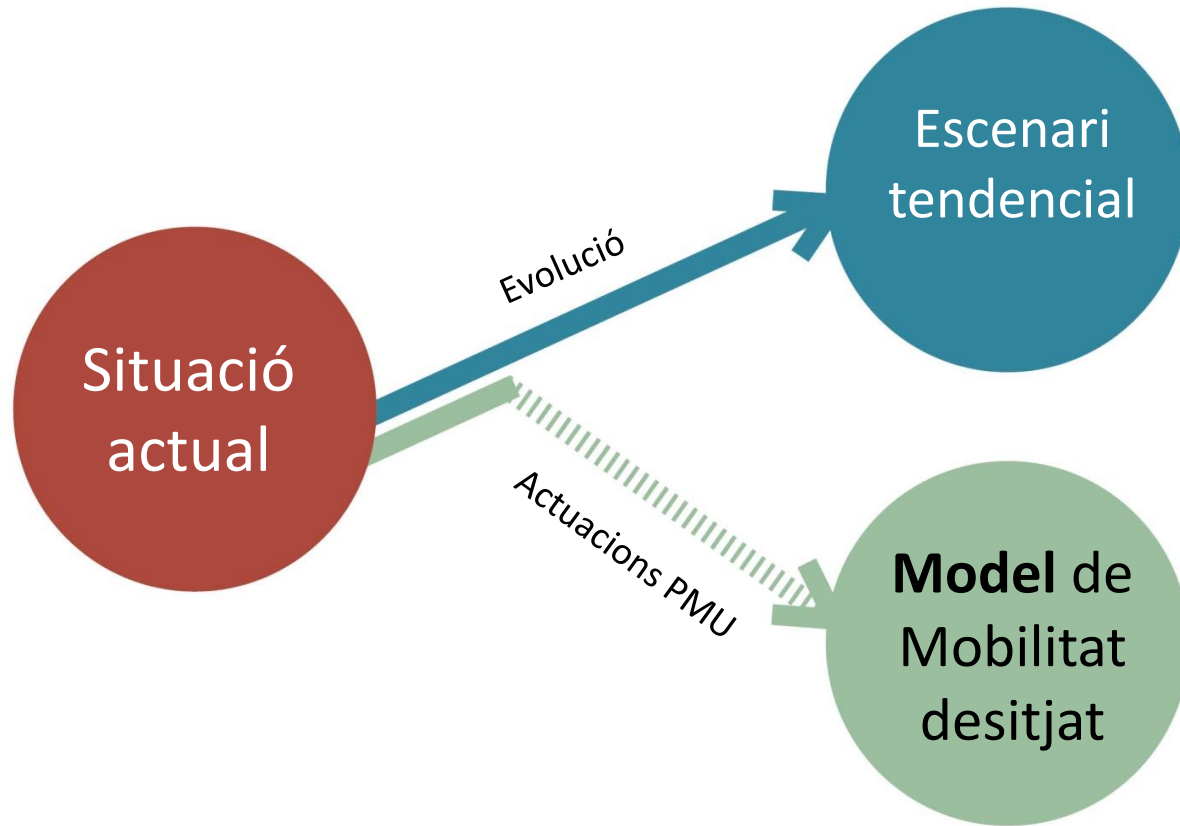 Situació
actual
Evolució
Escenari
tendencial
Actuacions PMU
Model de
Mobilitat
desitjat